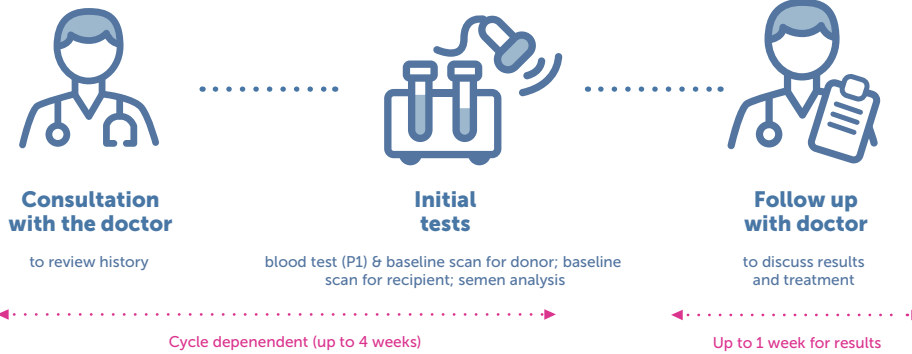 Consultation
with the doctor
to review history
Initial
tests
blood test (P1) & baseline scan for donor; baseline
scan for recipient; semen analysis
Follow up
with doctor
to discuss results
and treatment
Cycle depenendent (up to 4 weeks)
Up to 1 week for results